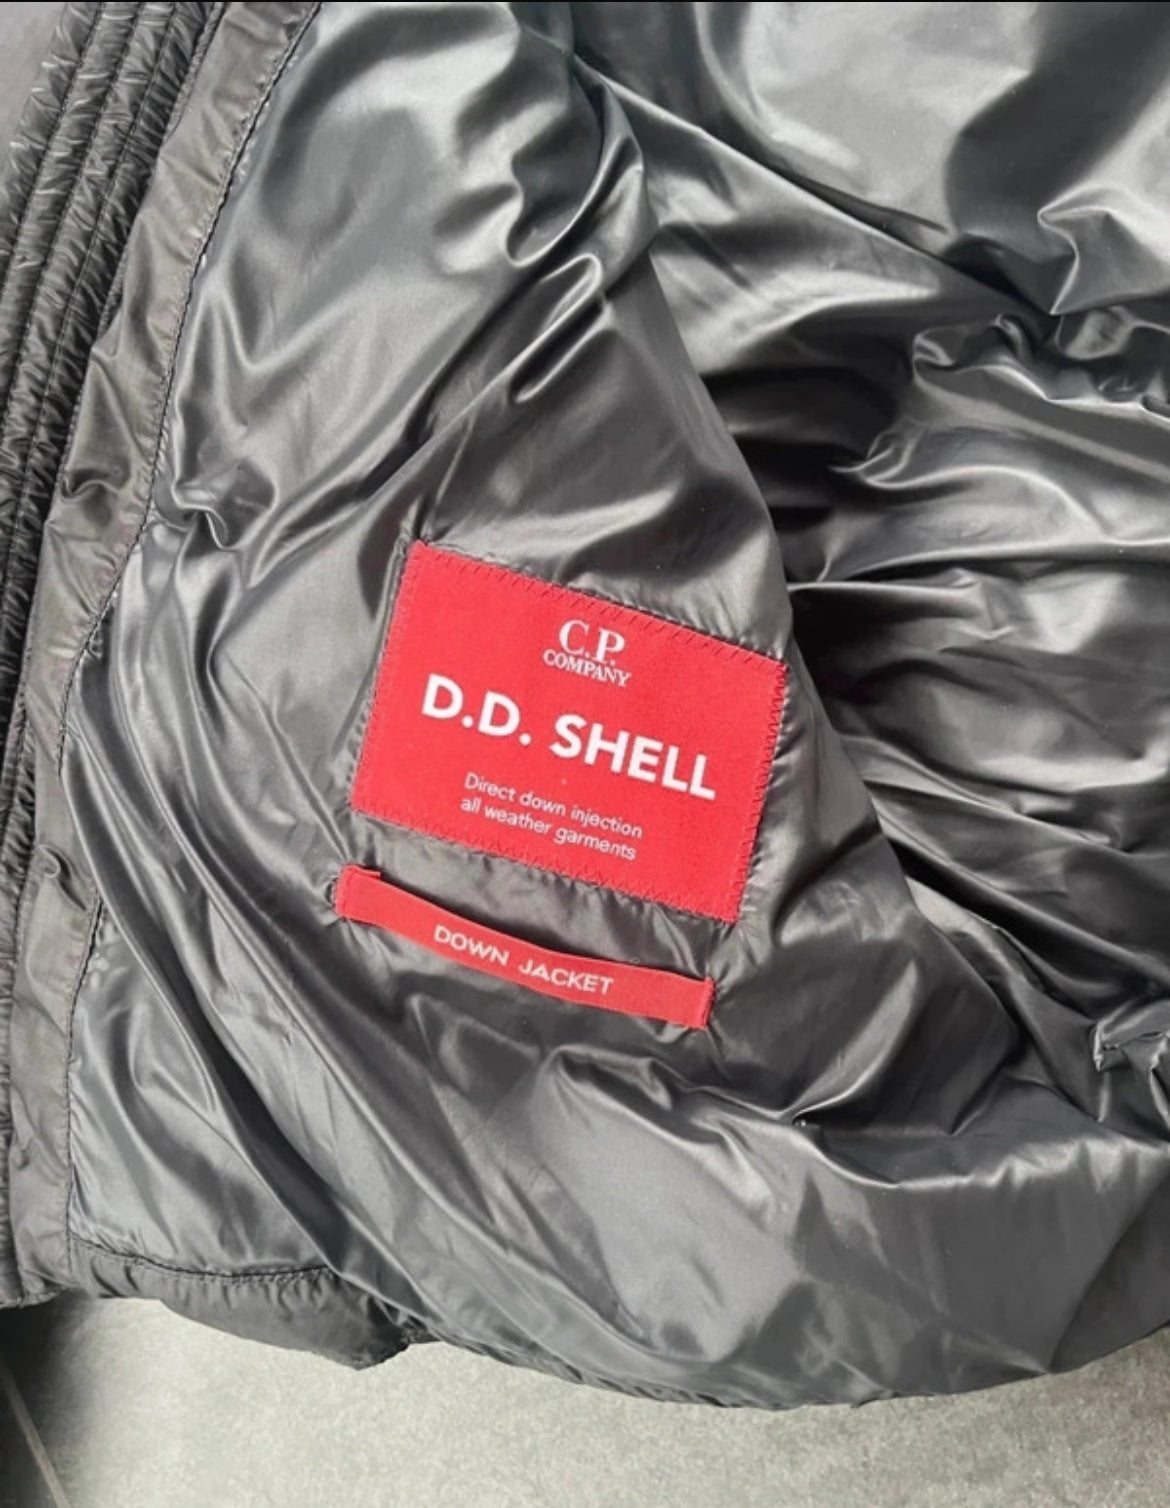 C.P.
COMPANY
D.D. SHELL
Direct down injection
all weather garments
DOWN JACKET